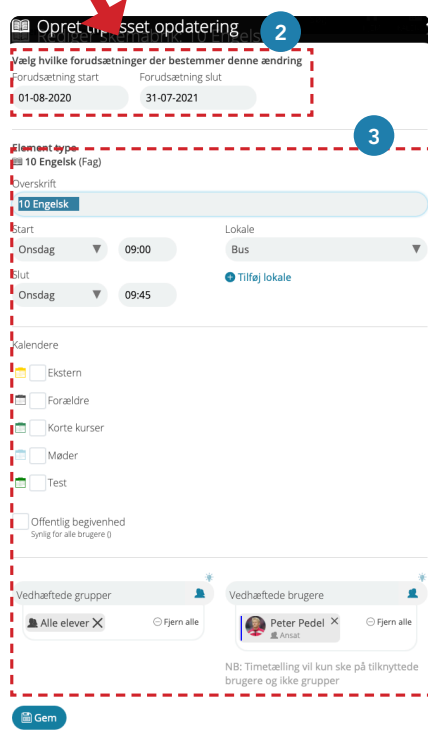 Opret tilpasset opdatering
2
Vælg hvilke forudsætninger der bestemmer denne ændring
Forudsætning start Forudsætning slut
01-08-2020 31-07-2021
3
Element type
10 Engelsk (Fag)
Overskrift
10 Engelsk
Start Lokale
Onsdag 09:00 Bus
Slut Tilføj lokale
Onsdag 09:45
Kalendere
Ekstern
Forældre
Korte kurser
Møder
Test
Offentlig begivenhed
Synlig for alle brugere ()
Vedhæftede grupper Vedhæftede brugere
Alle elever Fjern alle Peter Pedel Fjern alle
Ansat
NB: Timetælling vil kun ske på tilknyttede
brugere og ikke grupper
Gem